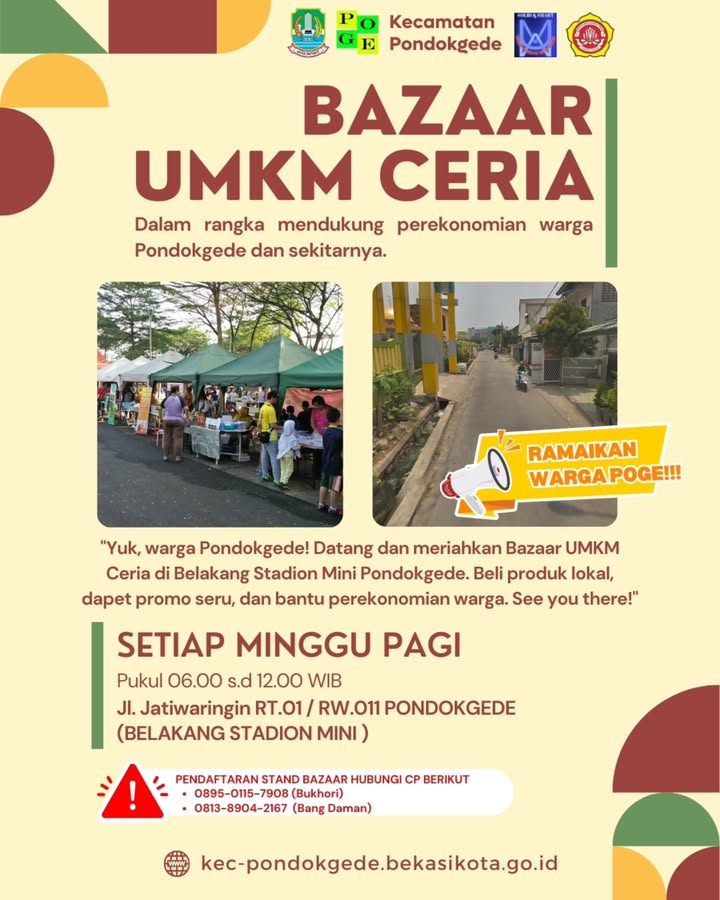 POGE
Kecamatan
Pondokgede
SOLID & SMART
BAZAAR
UMKM CERIA
Dalam rangka mendukung perekonomian warga
Pondokgede dan sekitarnya.
RAMAIKAN
WARGA POGE!!!
"Yuk, warga Pondokgede! Datang dan meriahkan Bazaar UMKM
Ceria di Belakang Stadion Mini Pondokgede. Beli produk lokal,
dapet promo seru, dan bantu perekonomian warga. See you there!"
SETIAP MINGGU PAGI
Pukul 06.00 s.d 12.00 WIB
Jl. Jatiwaringin RT.01 / RW.011 PONDOKGEDE
(BELAKANG STADION MINI )
PENDAFTARAN STAND BAZAAR HUBUNGI CP BERIKUT
• 0895-0115-7908 (Bukhori)
• 0813-8904-2167 (Bang Daman)
www
kec-pondokgede.bekasikota.go.id